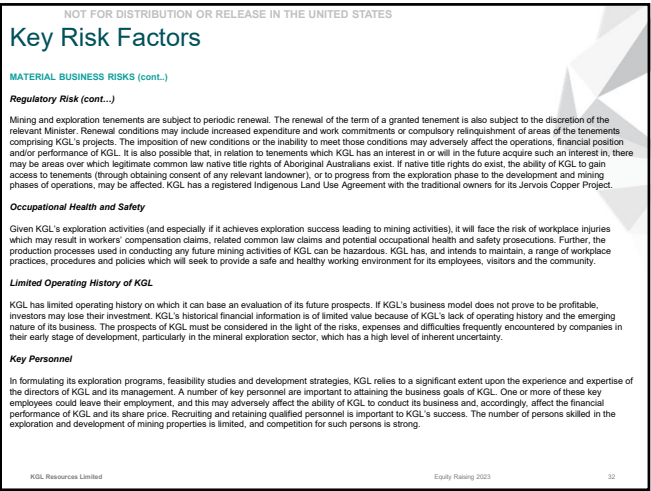 NOT FOR DISTRIBUTION OR RELEASE IN THE UNITED STATES
Key Risk Factors
MATERIAL BUSINESS RISKS (cont..)
Regulatory Risk (cont…)
Mining and exploration tenements are subject to periodic renewal. The renewal of the term of a granted tenement is also subject to the discretion of the
relevant Minister. Renewal conditions may include increased expenditure and work commitments or compulsory relinquishment of areas of the tenements
comprising KGL's projects. The imposition of new conditions or the inability to meet those conditions may adversely affect the operations, financial position
and/or performance of KGL. It is also possible that, in relation to tenements which KGL has an interest in or will in the future acquire such an interest in, there
may be areas over which legitimate common law native title rights of Aboriginal Australians exist. If native title rights do exist, the ability of KGL to gain
access to tenements (through obtaining consent of any relevant landowner), or to progress from the exploration phase to the development and mining
phases of operations, may be affected. KGL has a registered Indigenous Land Use Agreement with the traditional owners for its Jervois Copper Project.
Occupational Health and Safety
Given KGL's exploration activities (and especially if it achieves exploration success leading to mining activities), it will face the risk of workplace injuries
which may result in workers' compensation claims, related common law claims and potential occupational health and safety prosecutions. Further, the
production processes used in conducting any future mining activities of KGL can be hazardous. KGL has, and intends to maintain, a range of workplace
practices, procedures and policies which will seek to provide a safe and healthy working environment for its employees, visitors and the community.
Limited Operating History of KGL
KGL has limited operating history on which it can base an evaluation of its future prospects. If KGL's business model does not prove to be profitable,
investors may lose their investment. KGL's historical financial information is of limited value because of KGL's lack of operating history and the emerging
nature of its business. The prospects of KGL must be considered in the light of the risks, expenses and difficulties frequently encountered by companies in
their early stage of development, particularly in the mineral exploration sector, which has a high level of inherent uncertainty.
Key Personnel
In formulating its exploration programs, feasibility studies and development strategies, KGL relies to a significant extent upon the experience and expertise of
the directors of KGL and its management. A number of key personnel are important to attaining the business goals of KGL. One or more of these key
employees could leave their employment, and this may adversely affect the ability of KGL to conduct its business and, accordingly, affect the financial
performance of KGL and its share price. Recruiting and retaining qualified personnel is important to KGL's success. The number of persons skilled in the
exploration and development of mining properties is limited, and competition for such persons is strong.
KGL Resources Limited
Equity Raising 2023
32